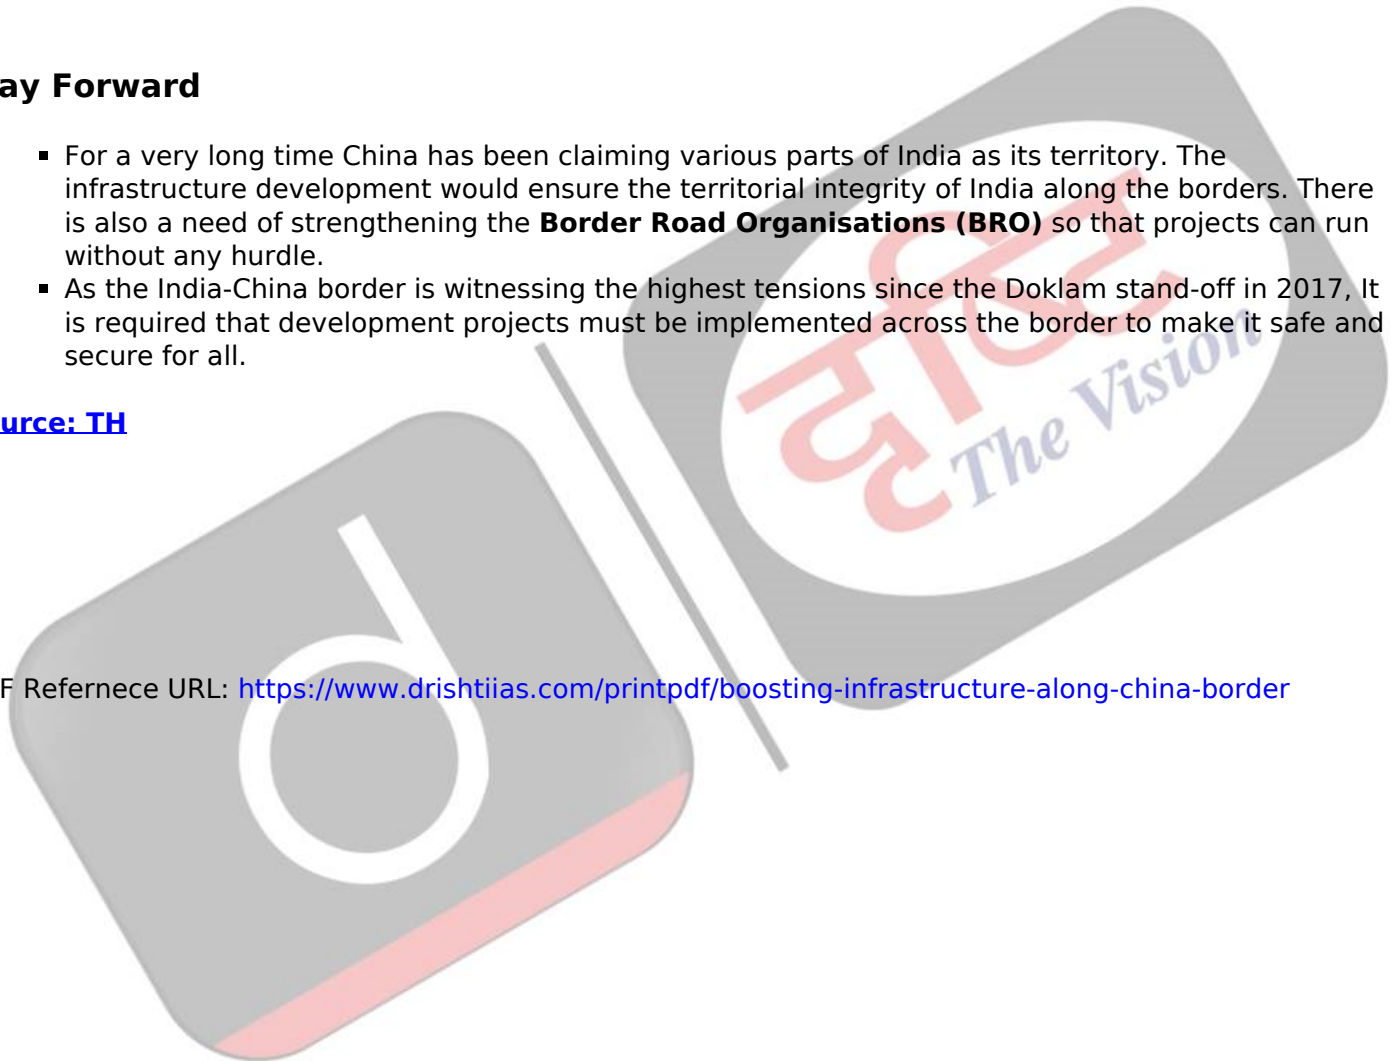 ay Forward
▪ For a very long time China has been claiming various parts of India as its territory. The
infrastructure development would ensure the territorial integrity of India along the borders. There
is also a need of strengthening the Border Road Organisations (BRO) so that projects can run
without any hurdle.
▪ As the India-China border is witnessing the highest tensions since the Doklam stand-off in 2017, It
is required that development projects must be implemented across the border to make it safe and
secure for all.
urce: TH
दृष्टि
The Vision
F Refernece URL: https://www.drishtiias.com/printpdf/boosting-infrastructure-along-china-border